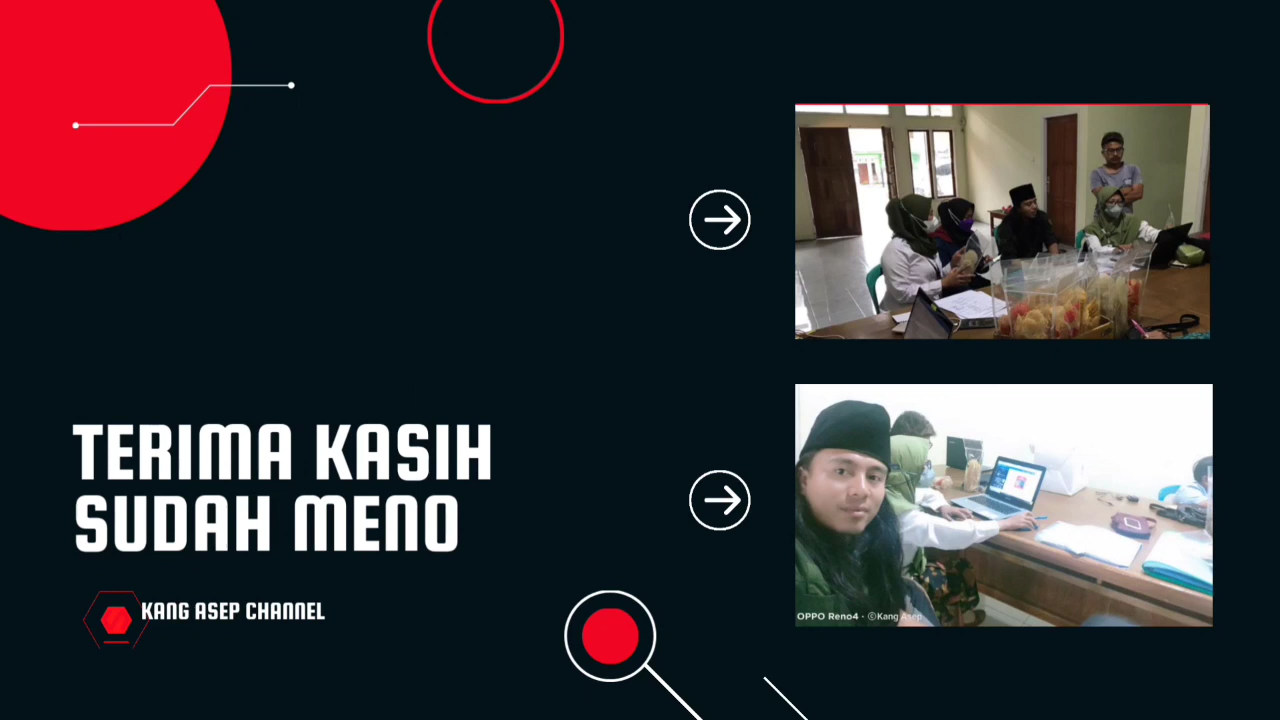 TERIMA KASIH
SUDAH MENO
KANG ASEP CHANNEL
OPPO Reno4 · ©Kang Asep